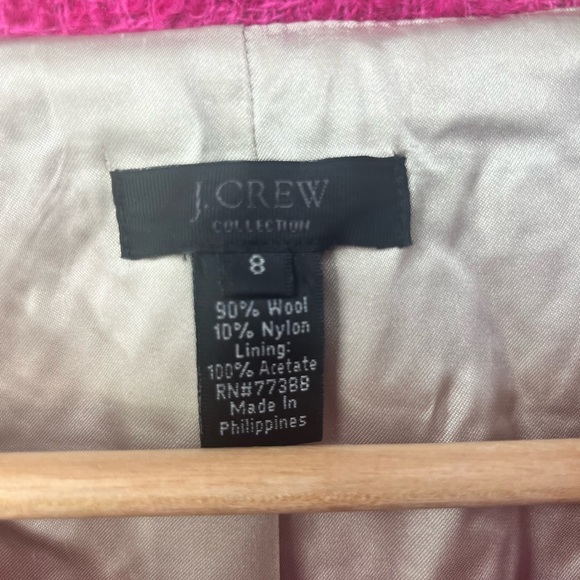 J.CREW
COLLECTION
8
90% Wool
10% Nylon
Lining:
100% Acetate
RN#77388
Made In
Philippines